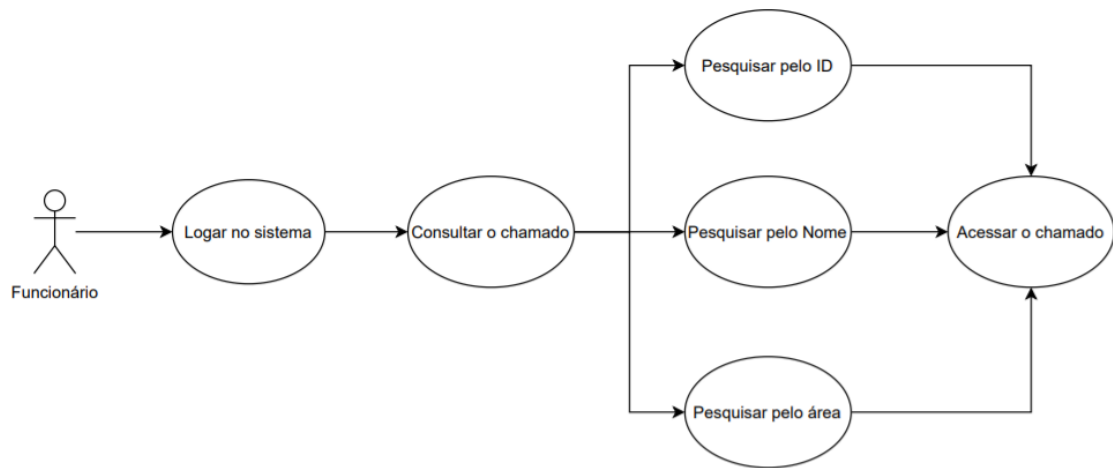 Funcionário
Logar no sistema
Consultar o chamado
Pesquisar pelo ID
Pesquisar pelo Nome
Pesquisar pelo área
Acessar o chamado